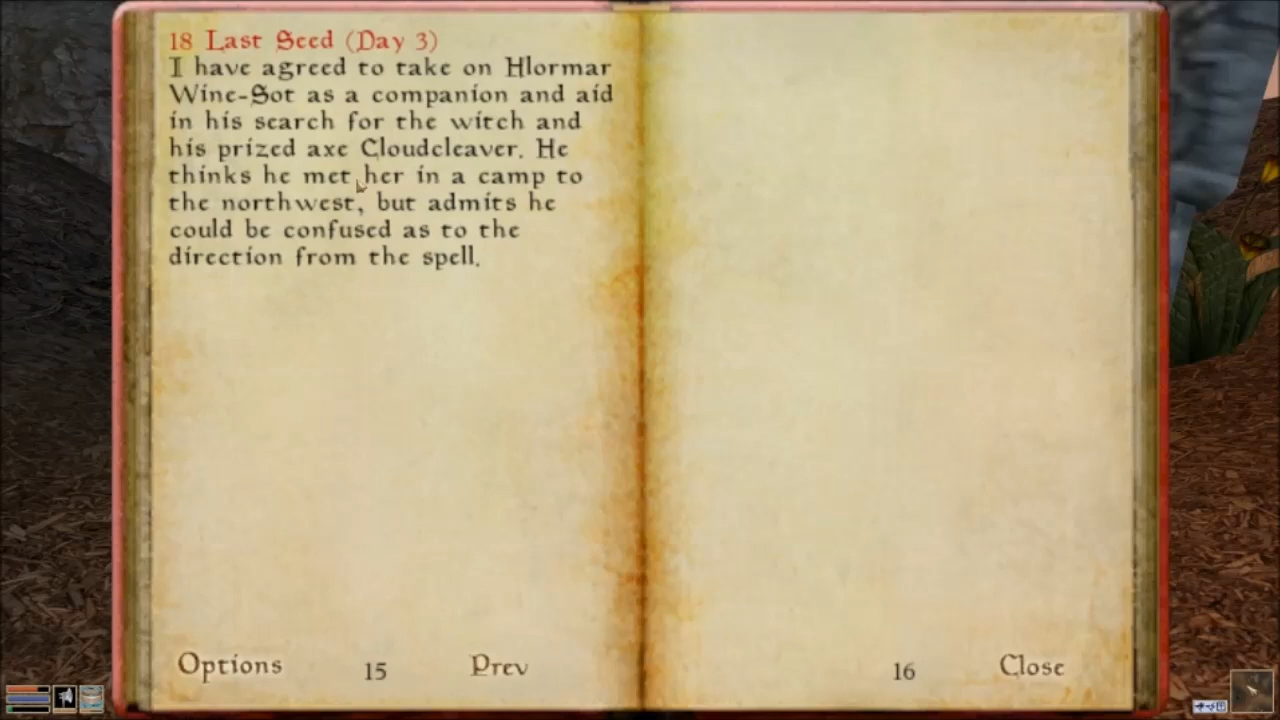 18 Last Seed (Day 3)
I have agreed to take on Hlormar
Wine-Sot as a companion and aid
in his search for the witch and
his prized axe Cloudcleaver. He
thinks he met her in a camp to
the northwest, but admits he
could be confused as to the
direction from the spell.
Options 15 Prev 16 Close